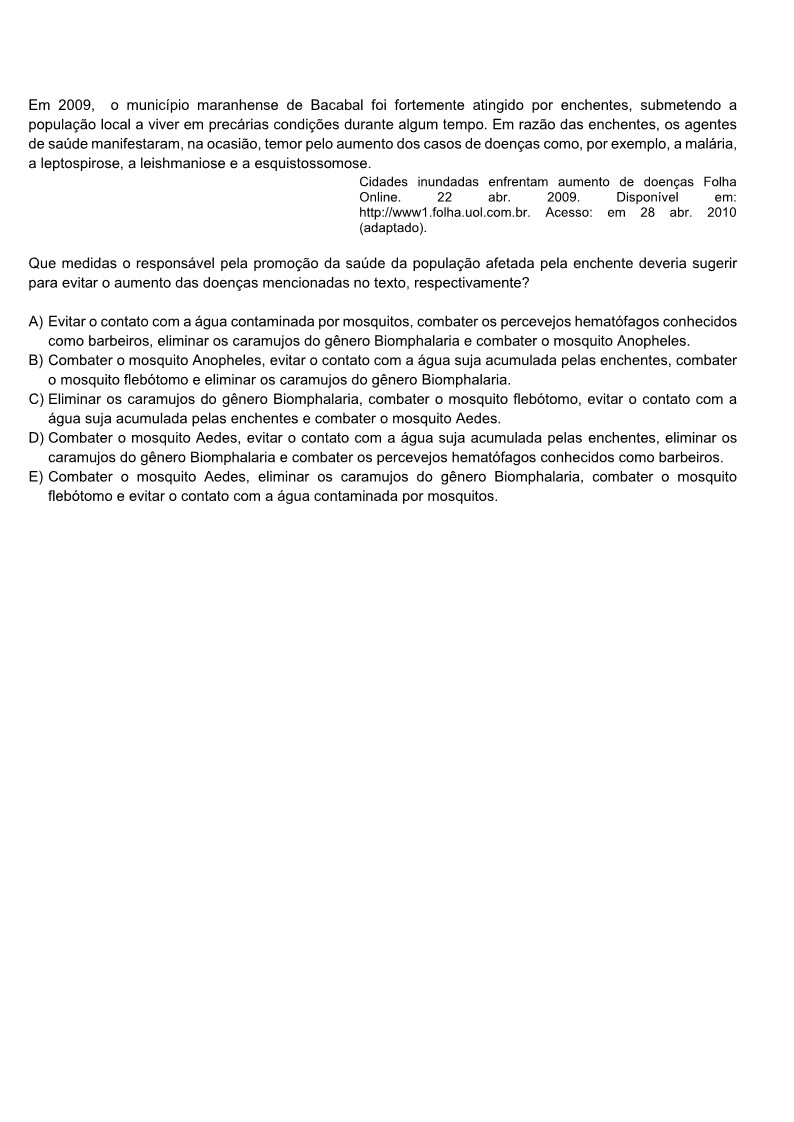 Em 2009, o município maranhense de Bacabal foi fortemente atingido por enchentes, submetendo a
população local a viver em precárias condições durante algum tempo. Em razão das enchentes, os agentes
de saúde manifestaram, na ocasião, temor pelo aumento dos casos de doenças como, por exemplo, a malária,
a leptospirose, a leishmaniose e a esquistossomose.
Cidades inundadas enfrentam aumento de doenças Folha
Online. 22 abr. 2009. Disponível em:
http://www1.folha.uol.com.br. Acesso: em 28 abr. 2010
(adaptado).
Que medidas o responsável pela promoção da saúde da população afetada pela enchente deveria sugerir
para evitar o aumento das doenças mencionadas no texto, respectivamente?
A) Evitar o contato com a água contaminada por mosquitos, combater os percevejos hematófagos conhecidos
como barbeiros, eliminar os caramujos do gênero Biomphalaria e combater o mosquito Anopheles.
B) Combater o mosquito Anopheles, evitar o contato com a água suja acumulada pelas enchentes, combater
o mosquito flebótomo e eliminar os caramujos do gênero Biomphalaria.
C) Eliminar os caramujos do gênero Biomphalaria, combater o mosquito flebótomo, evitar o contato com a
água suja acumulada pelas enchentes e combater o mosquito Aedes.
D) Combater o mosquito Aedes, evitar o contato com a água suja acumulada pelas enchentes, eliminar os
caramujos do gênero Biomphalaria e combater os percevejos hematófagos conhecidos como barbeiros.
E) Combater o mosquito Aedes, eliminar os caramujos do gênero Biomphalaria, combater o mosquito
flebótomo e evitar o contato com a água contaminada por mosquitos.